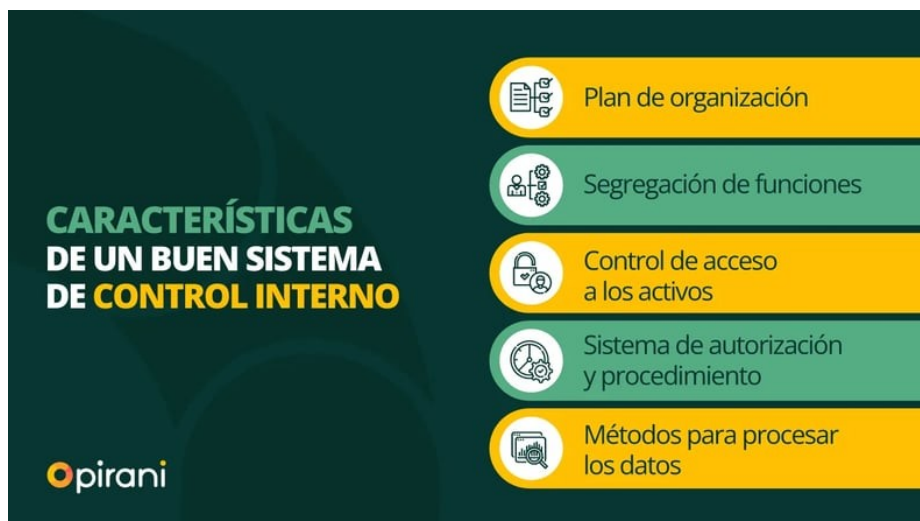 CARACTERÍSTICAS
DE UN BUEN SISTEMA
DE CONTROL INTERNO
Plan de organización
Segregación de funciones
Control de acceso
a los activos
Sistema de autorización
y procedimiento
Métodos para procesar
los datos
pirani